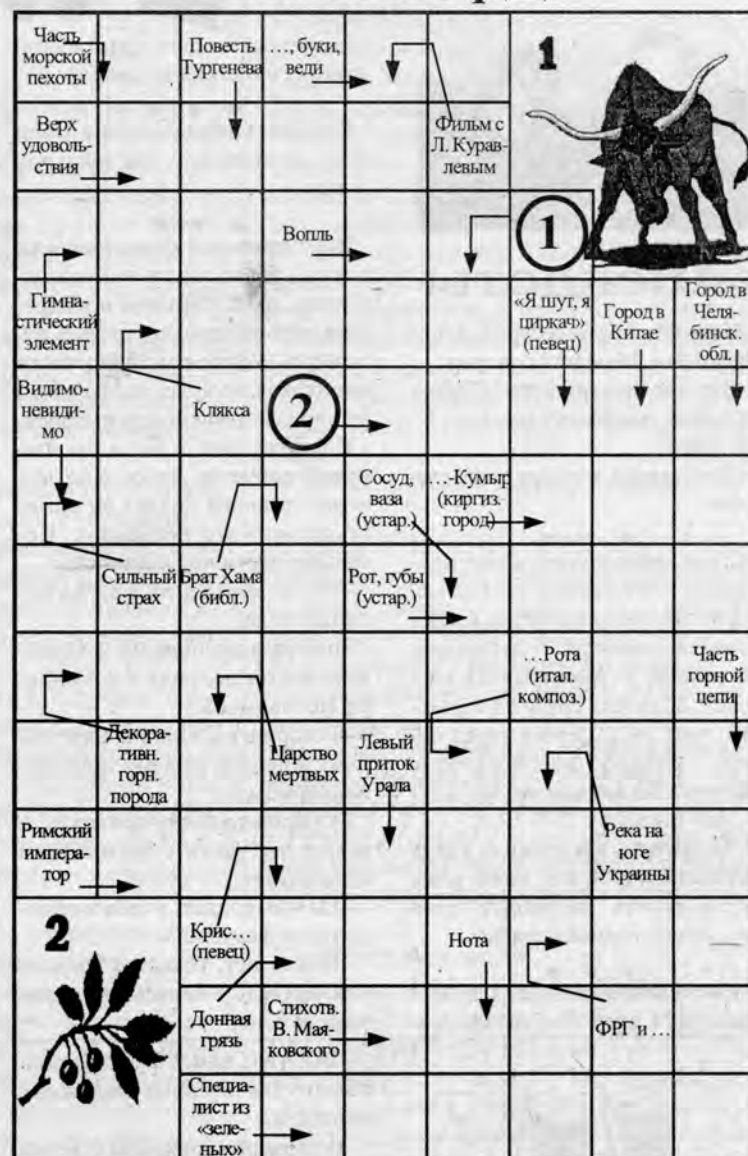 Часть
морской
пехоты
Повесть
Тургенева
…, буки,
веди
1
Верх
удоволь-
ствия
Фильм с
Л. Курав-
левым
Вопль
1
Гимна-
стический
элемент
«Я шут, я
циркач»
(певец)
Город в
Китае
Город в
Челя-
бинск.
обл.
Видимо-
невиди-
мо
Клякса
2
Сосуд,
ваза
(устар.)
…-Кумыр
(киргиз.
город)
Сильный
страх
Брат Хама
(библ.)
Рот, губы
(устар.)
…Рота
(итал.
композ.)
Часть
горной
цепи
Декора-
тивн.
горн.
порода
Царство
мертвых
Левый
приток
Урала
Римский
импера-
тор
Река на
юге
Украины
2
Крис…
(певец)
Нота
Донная
грязь
Стихотв.
В. Мая-
ковского
ФРГ и …
Специа-
лист из
«зеле-
ных»